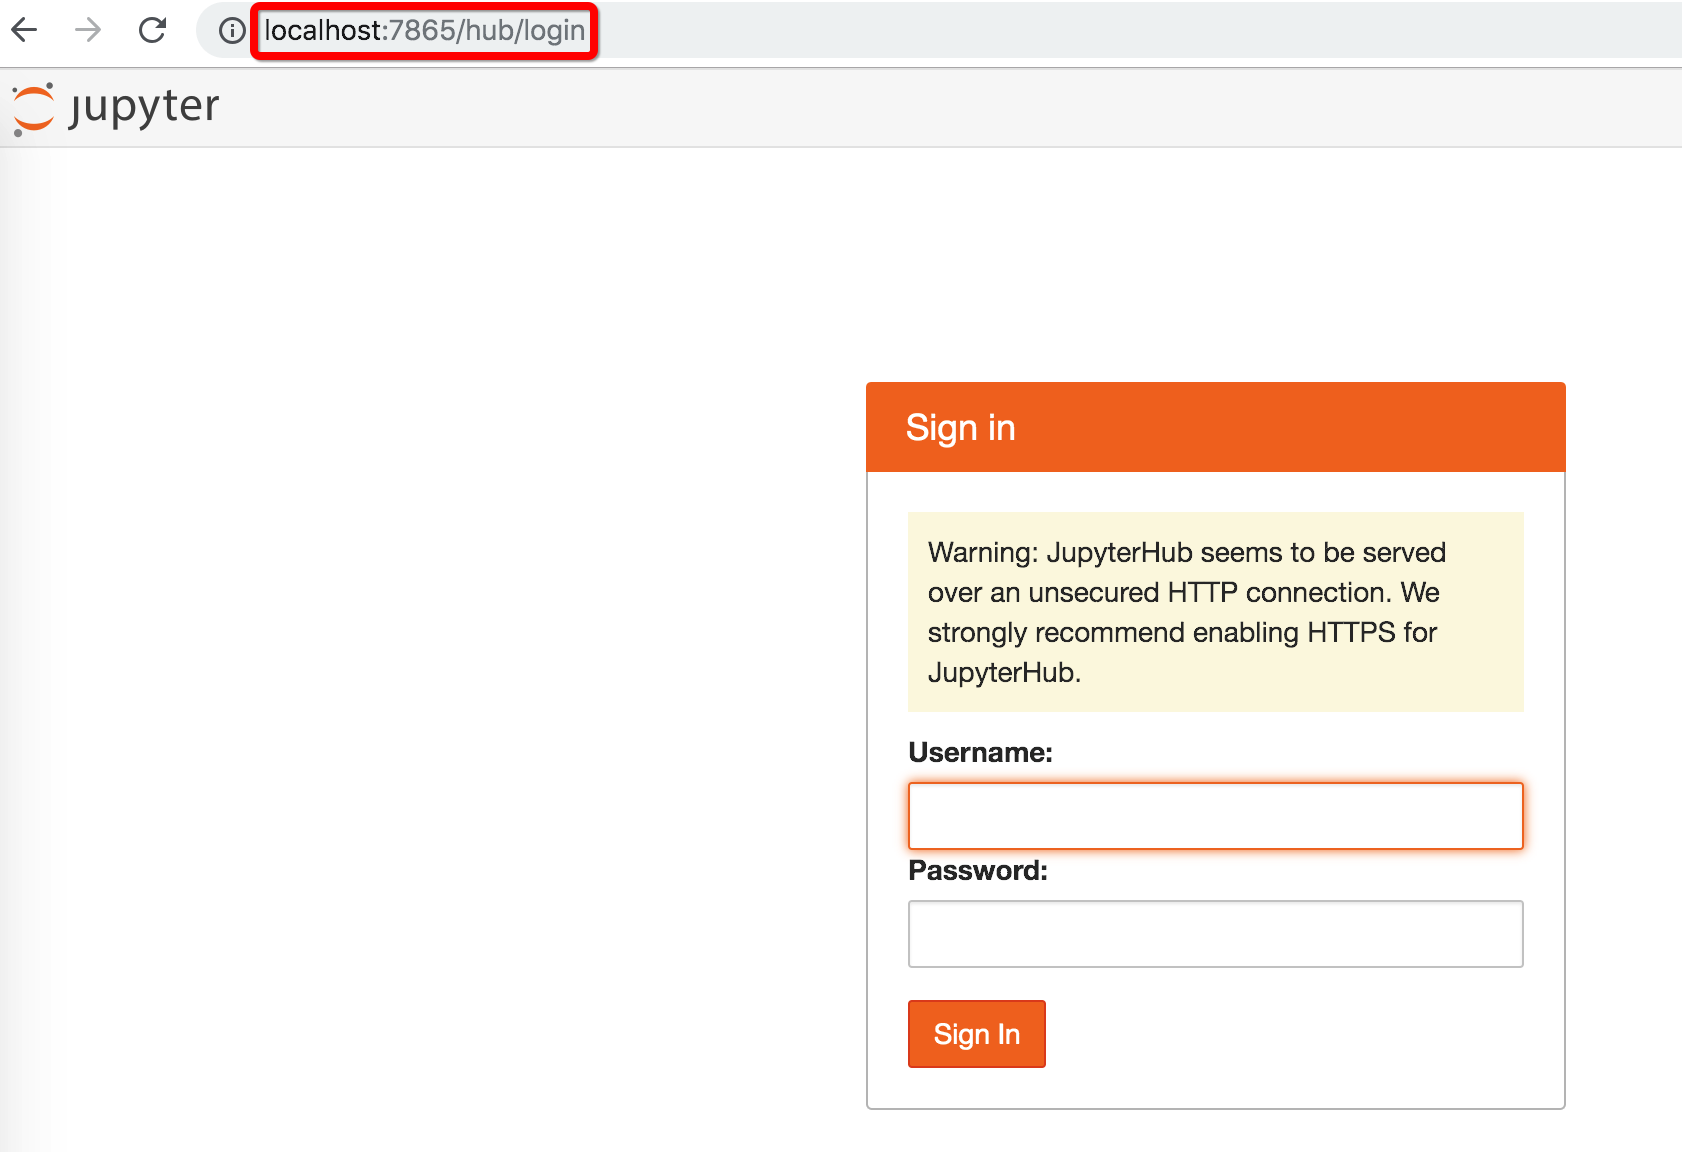 localhost:7865/hub/login
jupyter
Sign in
Warning: JupyterHub seems to be served
over an unsecured HTTP connection. We
strongly recommend enabling HTTPS for
JupyterHub.
Username:
Password:
Sign In